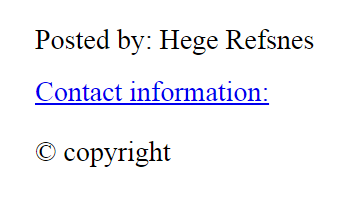 Posted by: Hege Refsnes
Contact information:
© copyright